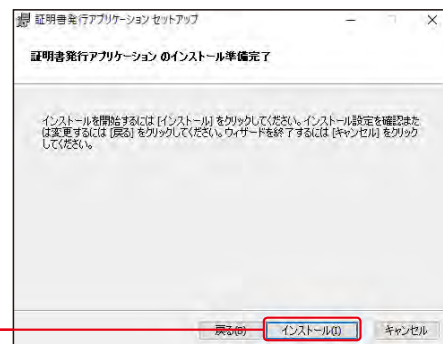 証明書発行アプリケーション セットアップ
証明書発行アプリケーション のインストール準備完了
インストールを開始するには [インストール] をクリックしてください。インストール設定を確認また
は変更するには [戻る] をクリックしてください。ウィザードを終了するには [キャンセル] をクリック
してください。
戻る(B) インストール(I) キャンセル